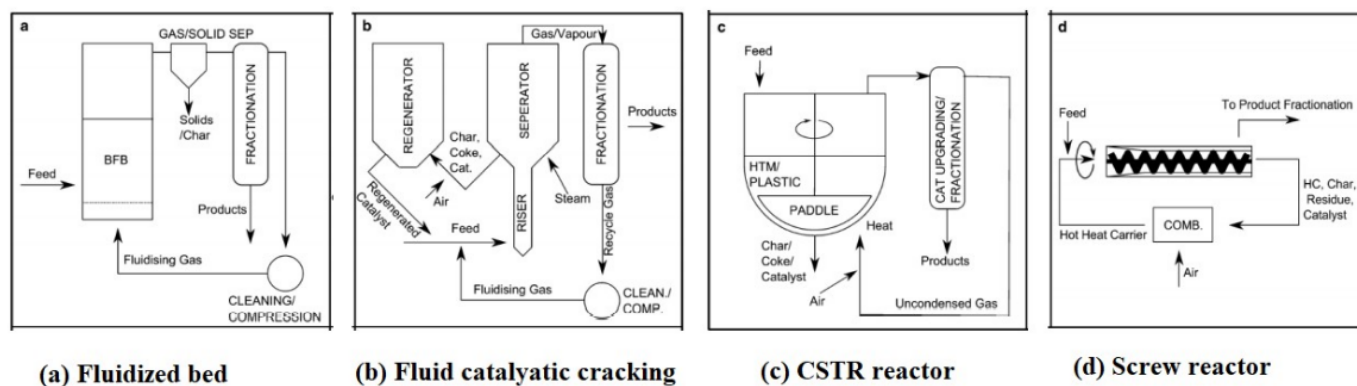 a
GAS/SOLID SEP
BFB
Feed
Solids
/Char
FRACTIONATION
Products
Fluidising Gas
CLEANING/
COMPRESSION
b
Gas/Vapour
REGENERATOR
SEPERATOR
FRACTIONATION
Products
Char,
Coke,
Cat.
Air
Regenerated
Catalyst
Feed
RISER
Steam
Recycle Gas
Fluidising Gas
CLEAN./
COMP.
c
Feed
HTM/
PLASTIC
PADDLE
CAT UPGRADING/
FRACTIONATION
Heat
Char/
Coke/
Catalyst
Products
Air
Uncondensed Gas
d
Feed
To Product Fractionation
HC, Char,
Residue,
Catalyst
COMB.
Hot Heat Carrier
Air
(a) Fluidized bed
(b) Fluid catalyatic cracking
(c) CSTR reactor
(d) Screw reactor